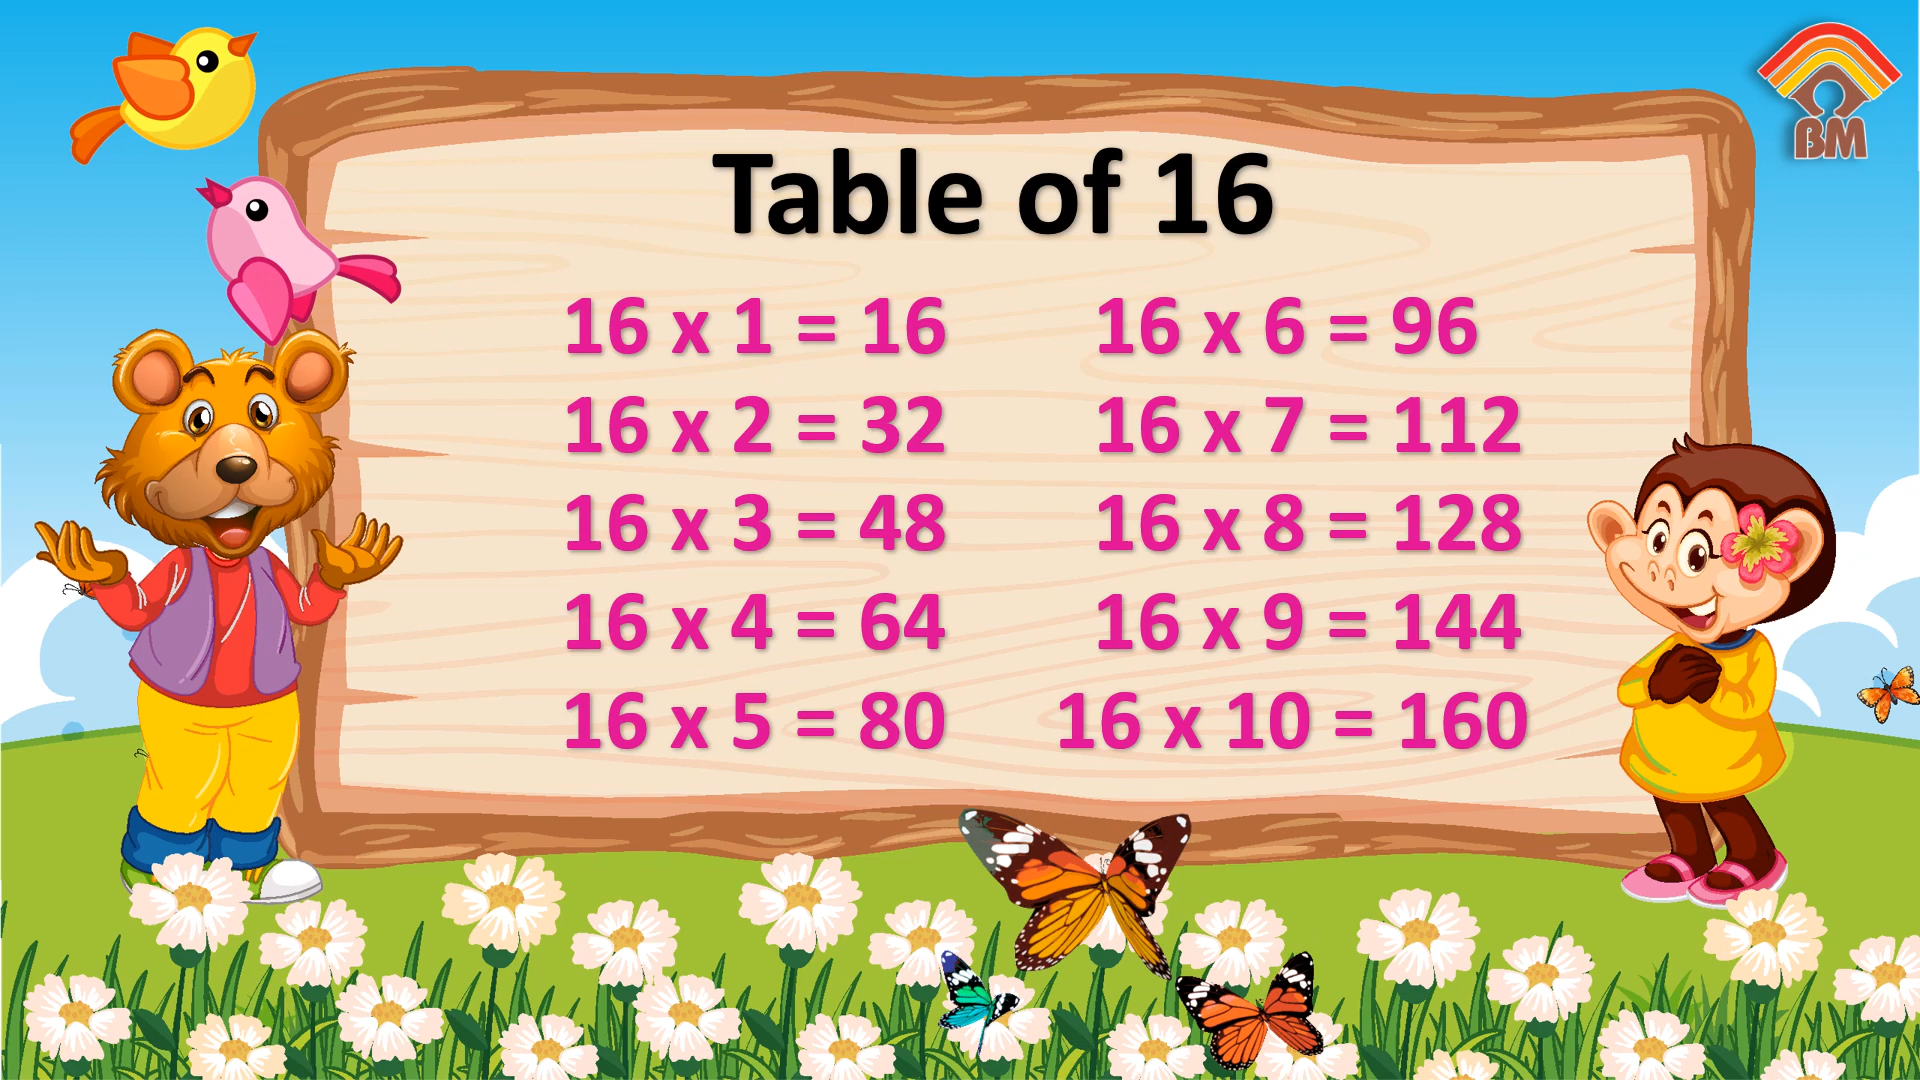 BM
Table of 16
16 x 1 = 16
16 x 2 = 32
16 x 3 = 48
16 x 4 = 64
16 x 5 = 80
16 x 6 = 96
16 x 7 = 112
16 x 8 = 128
16 x 9 = 144
16 x 10 = 160